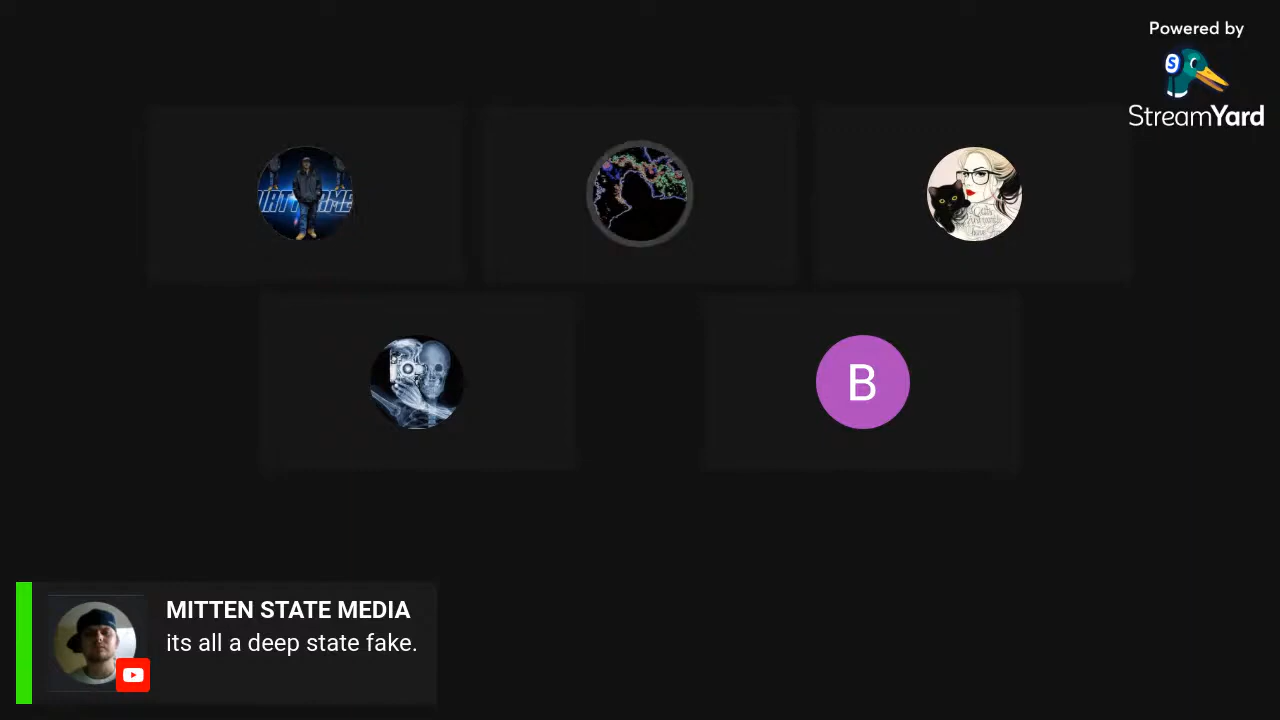 Powered by
StreamYard
B
MITTEN STATE MEDIA
its all a deep state fake.